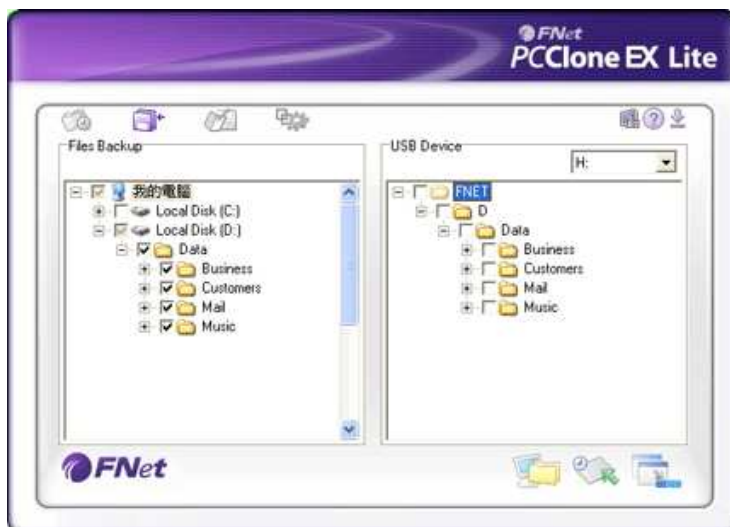 FNet
PCClone EX Lite
Files Backup
USB Device
H:
我的電腦
Local Disk (C:)
Local Disk (D:)
Data
Business
Customers
Mail
Music
FNET
D
Data
Business
Customers
Mail
Music
FNet